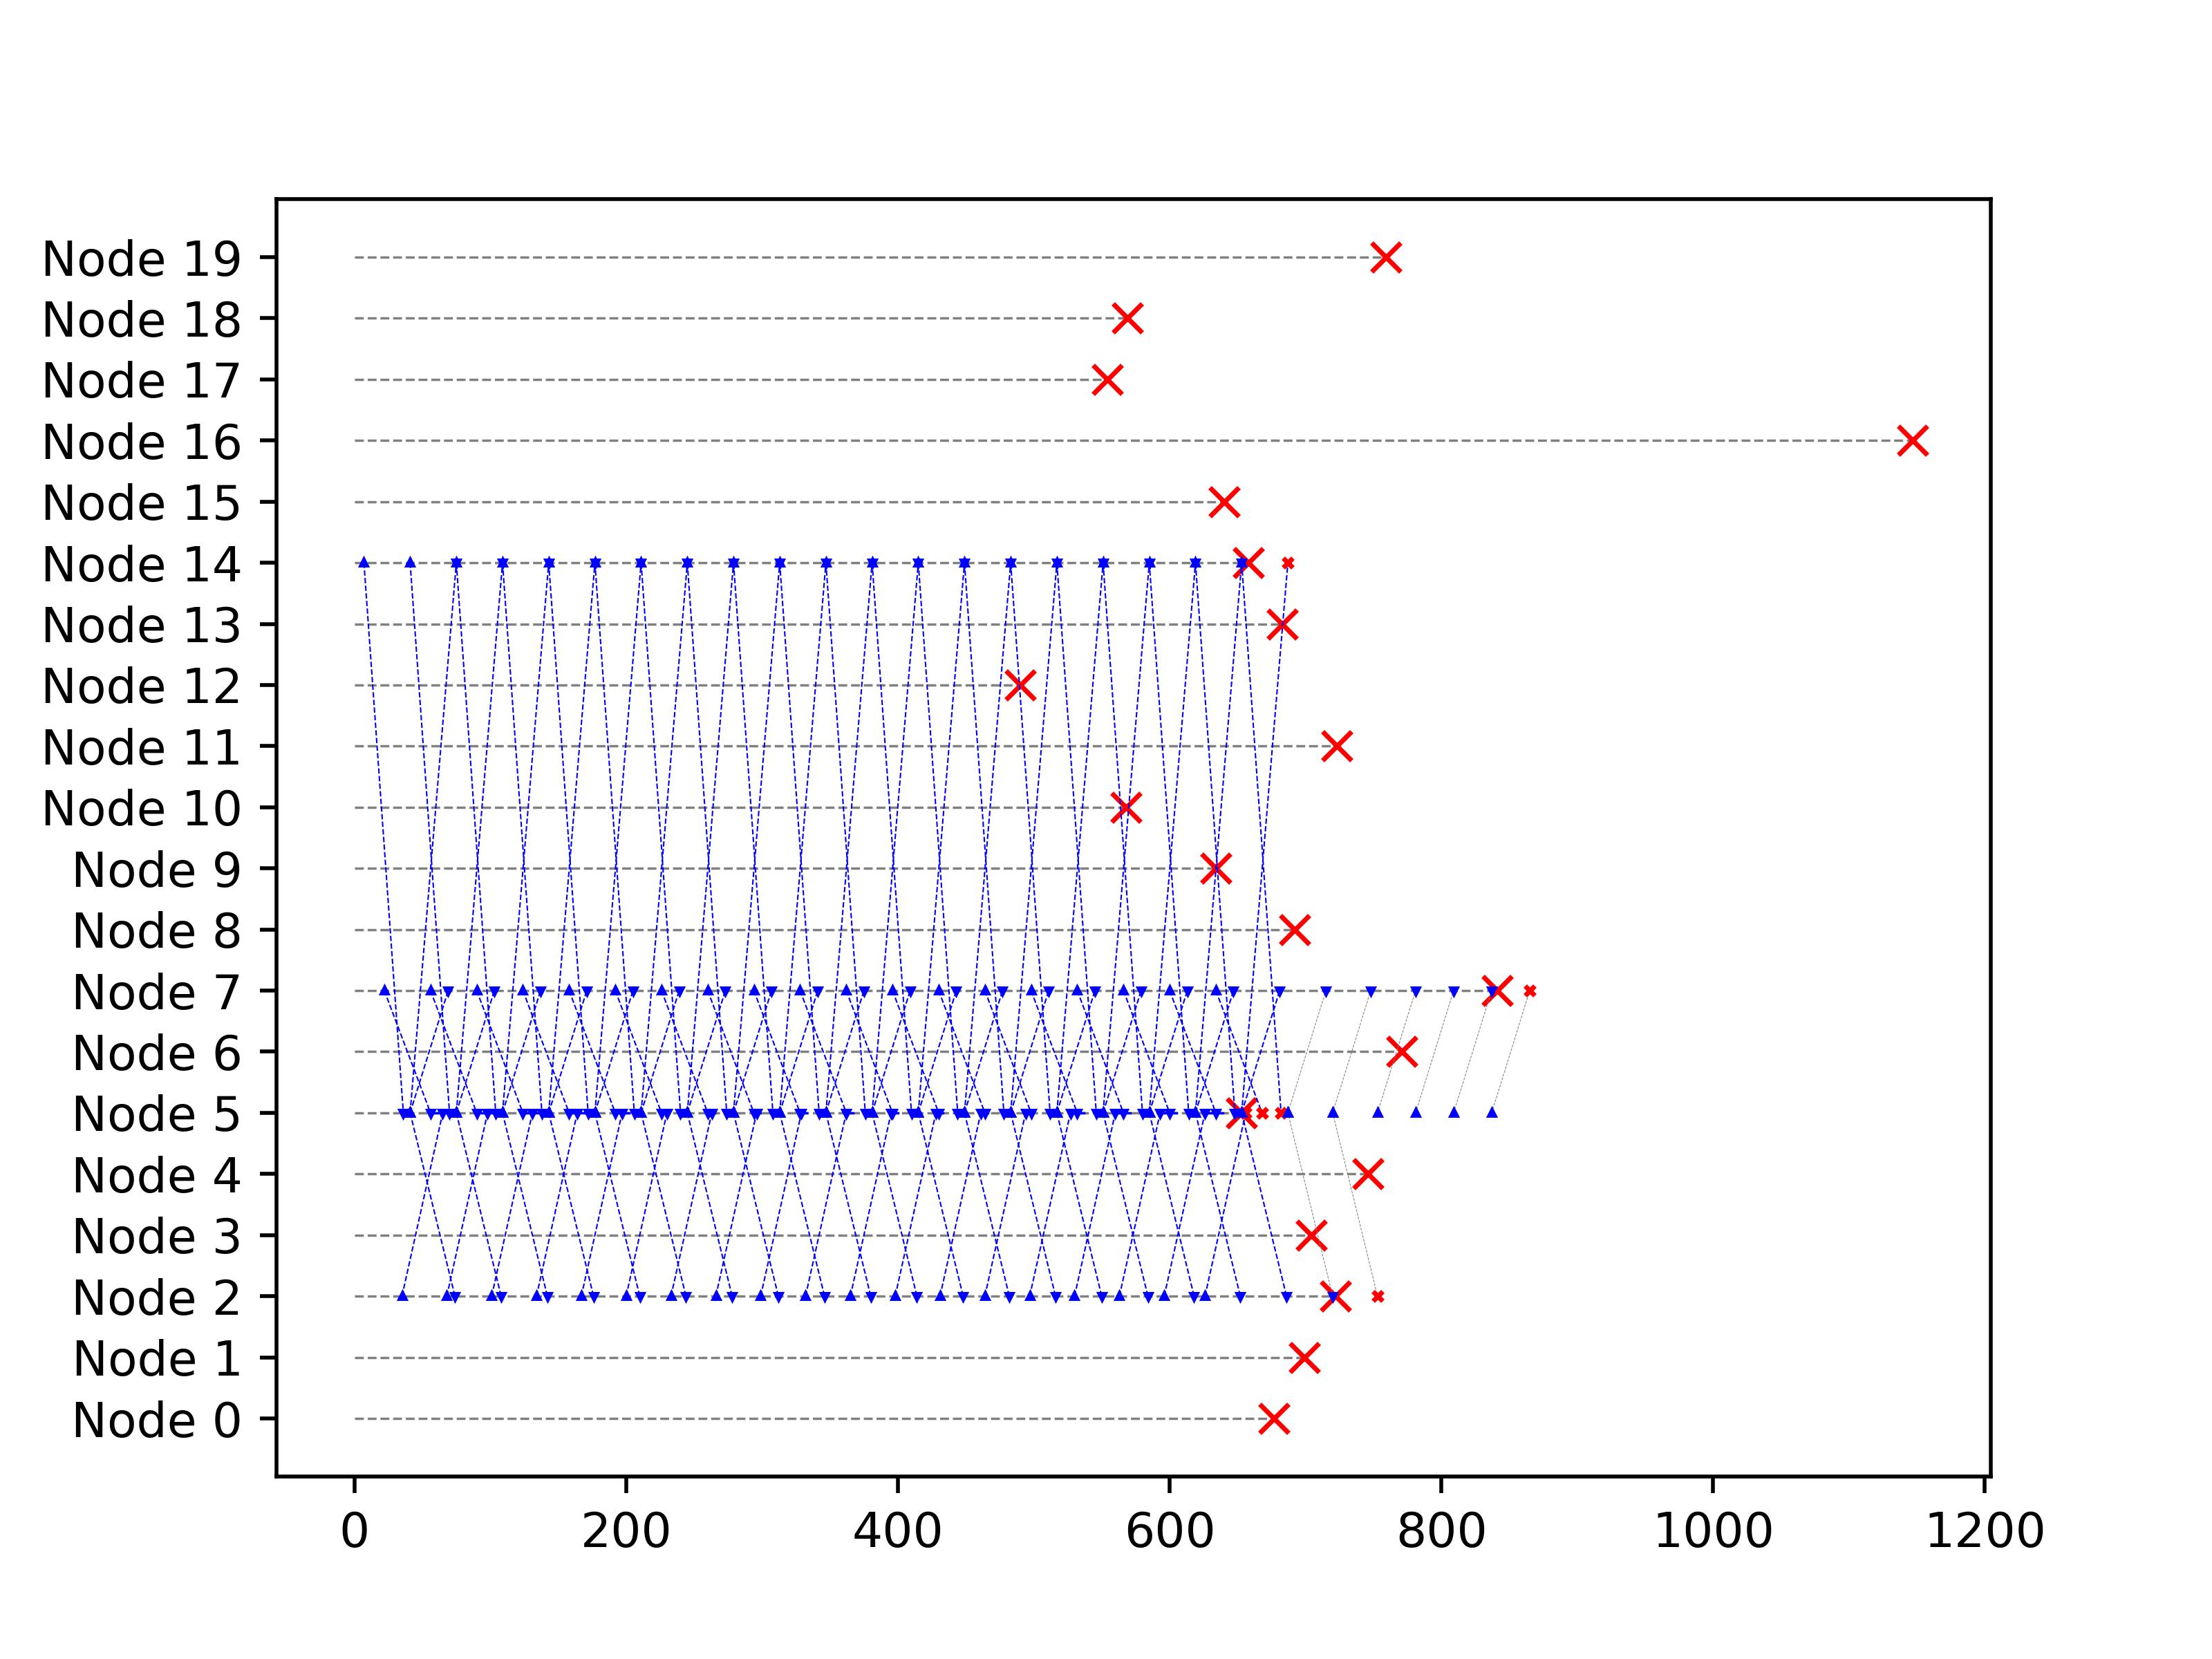 Node 19
Node 18
Node 17
Node 16
Node 15
Node 14
Node 13
Node 12
Node 11
Node 10
Node 9
Node 8
Node 7
Node 6
Node 5
Node 4
Node 3
Node 2
Node 1
Node 0
0 200 400 600 800 1000 1200